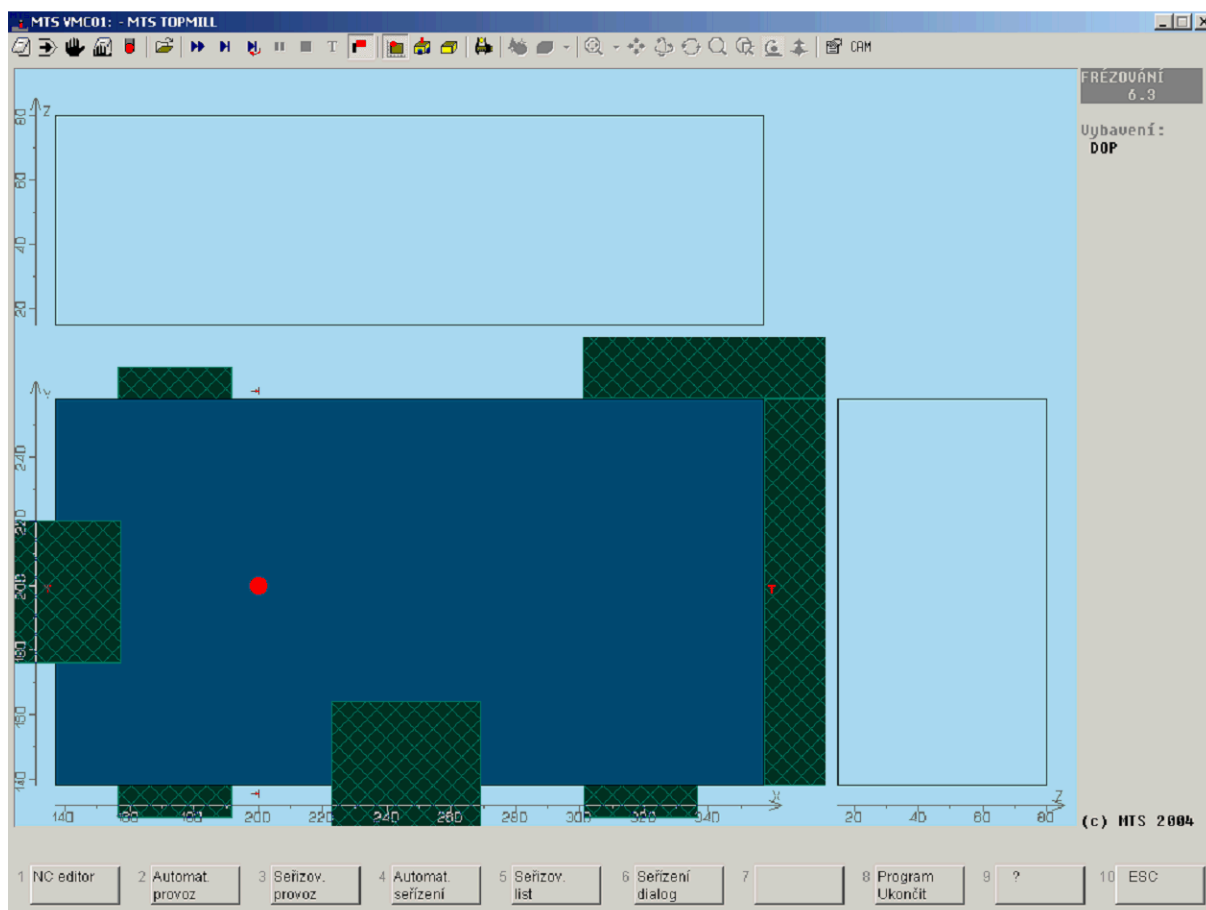 MTS VMC01: - MTS TOPMILL
T
CAM
FRÉZOVÁNÍ
6.3
Vybavení:
DOP
Z
80
60
40
20
Y
240
220
200
180
160
140
140 160 180 200 220 240 260 280 300 320 340 X
20 40 60 80 Z
(c) MTS 2004
1 NC editor
2 Automat. provoz
3 Seřizov. provoz
4 Automat. seřízení
5 Seřizov. list
6 Seřízení dialog
7
8 Program Ukončit
9 ?
10 ESC